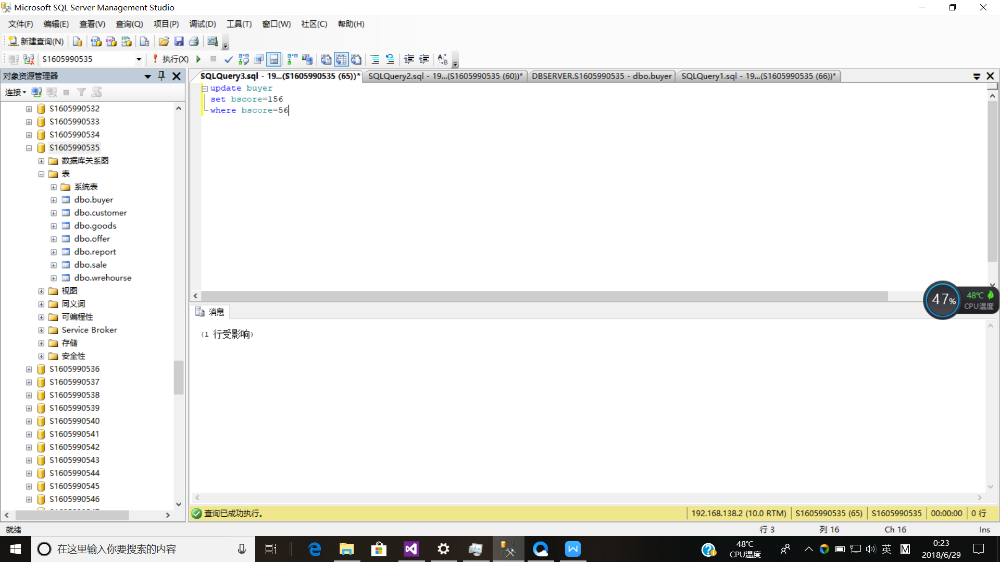 Microsoft SQL Server Management Studio
文件(F) 编辑(E) 查看(V) 查询(Q) 项目(P) 调试(D) 工具(T) 窗口(W) 社区(C) 帮助(H)
新建查询(N)
S1605990535 执行(X)
对象资源管理器
连接
S1605990532
S1605990533
S1605990534
S1605990535
数据库关系图
表
系统表
dbo.buyer
dbo.customer
dbo.goods
dbo.offer
dbo.report
dbo.sale
dbo.wrehourse
视图
同义词
可编程性
Service Broker
存储
安全性
S1605990536
S1605990537
S1605990538
S1605990539
S1605990540
S1605990541
S1605990542
S1605990543
S1605990544
S1605990545
S1605990546
SQLQuery3.sql - 19...(S1605990535 (65))* SQLQuery2.sql - 19...(S1605990535 (60))* DBSERVER.S1605990535 - dbo.buyer SQLQuery1.sql - 19...(S1605990535 (66))*
update buyer
set bscore=156
where bscore=56
47% 48℃
CPU温度
消息
(1 行受影响)
查询已成功执行。 192.168.138.2 (10.0 RTM) S1605990535 (65) S1605990535 00:00:00 0 行
就绪 行 3 列 16 Ch 16 Ins
在这里输入你要搜索的内容
48℃
CPU温度
英 M
0:23
2018/6/29